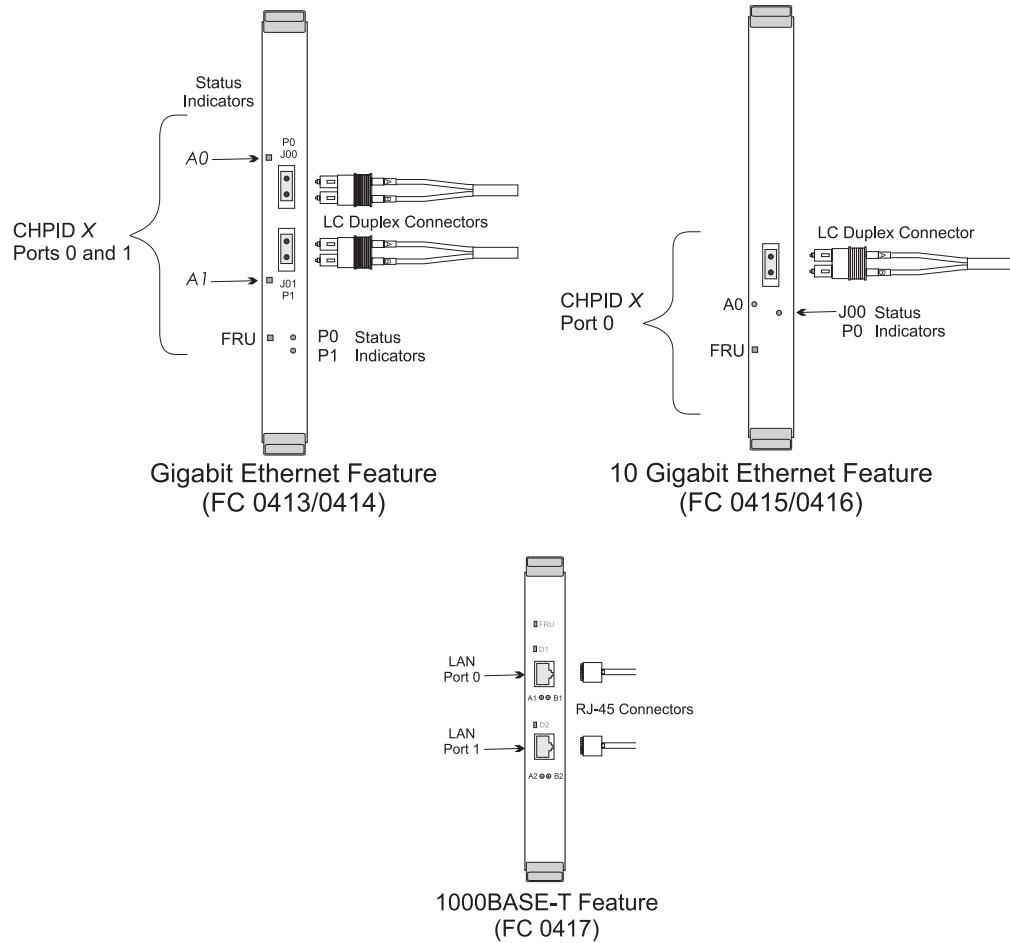 Status
Indicators
P0
J00
A0
LC Duplex Connectors
CHPID X
Ports 0 and 1
A1
J01
P1
FRU
P0 Status
P1 Indicators
Gigabit Ethernet Feature
(FC 0413/0414)
LC Duplex Connector
CHPID X
Port 0
A0
J00 Status
P0 Indicators
FRU
10 Gigabit Ethernet Feature
(FC 0415/0416)
FRU
D1
LAN
Port 0
A1 B1
RJ-45 Connectors
D2
LAN
Port 1
A2 B2
1000BASE-T Feature
(FC 0417)